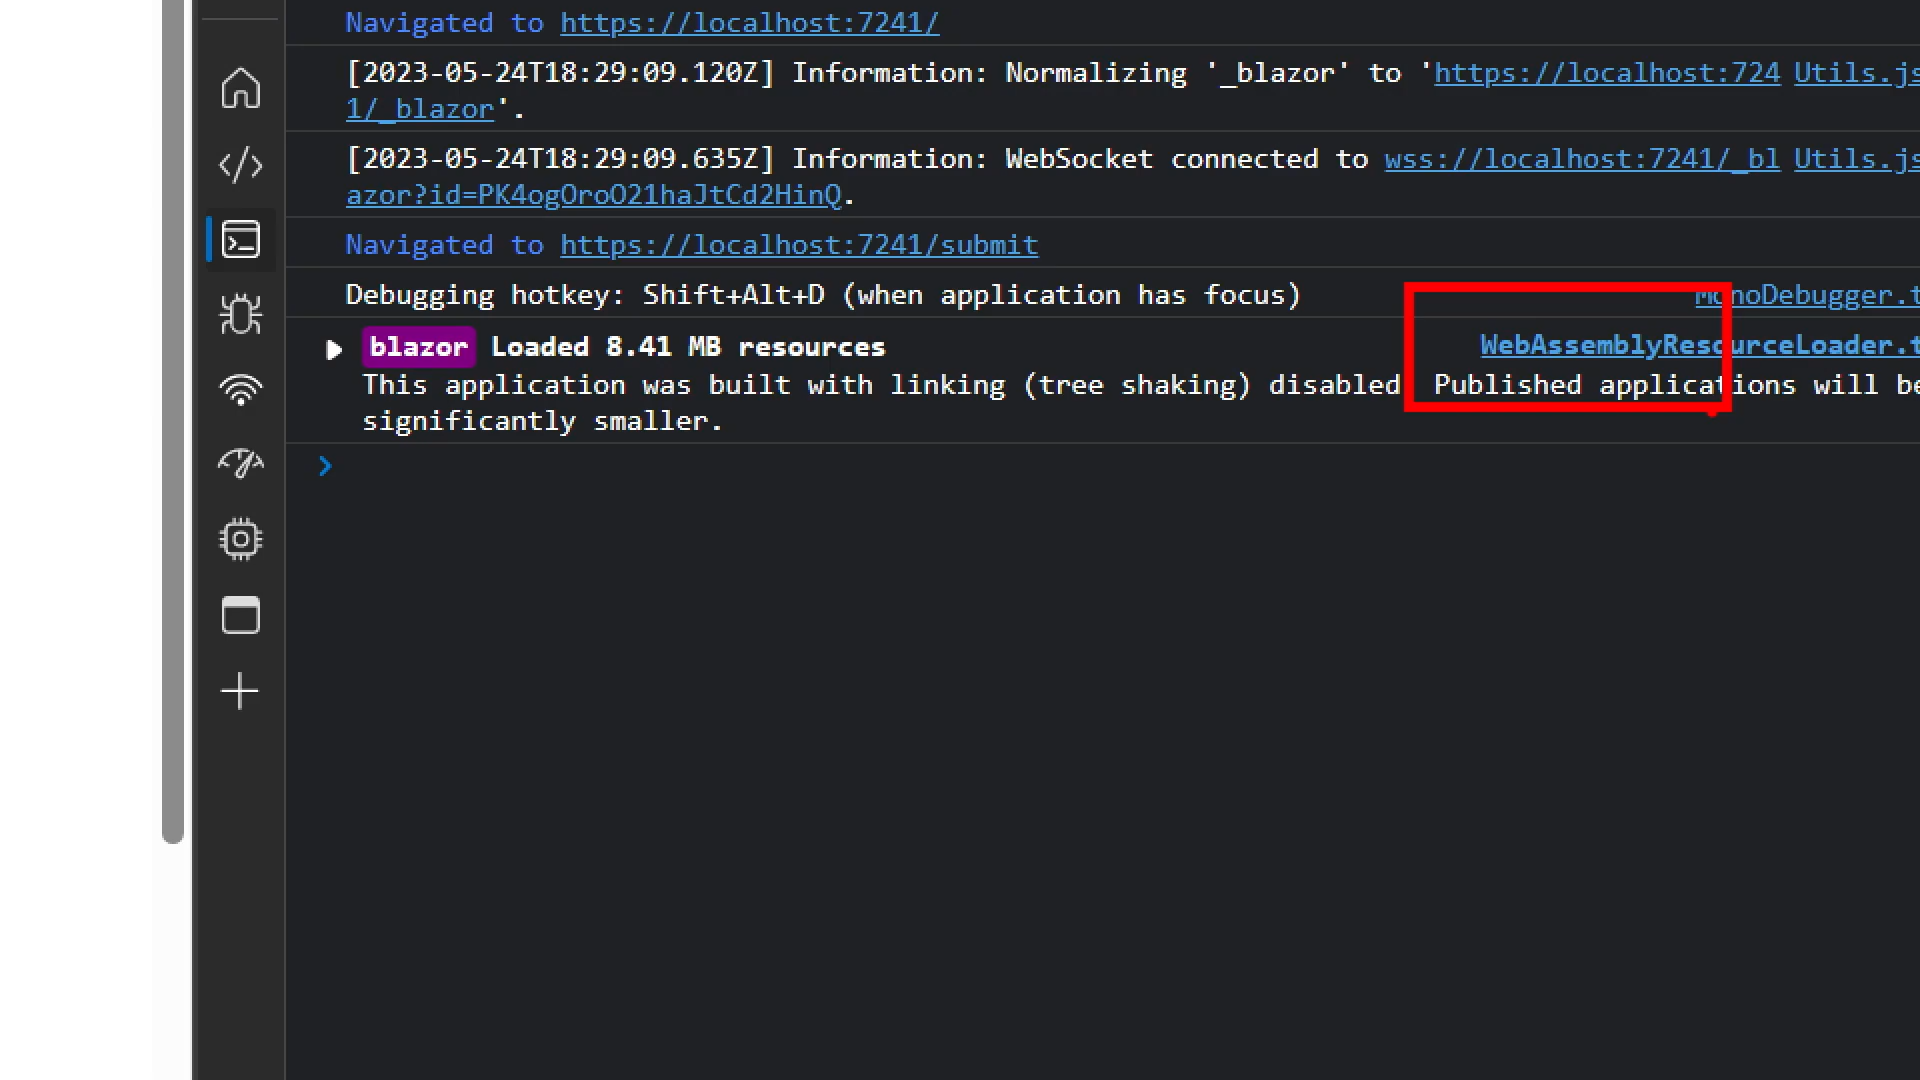 Navigated to https://localhost:7241/
[2023-05-24T18:29:09.120Z] Information: Normalizing '_blazor' to 'https://localhost:724 Utils.js
1/_blazor'.
[2023-05-24T18:29:09.635Z] Information: WebSocket connected to wss://localhost:7241/_bl Utils.js
azor?id=PK4ogOroO21haJtCd2HinQ.
Navigated to https://localhost:7241/submit
Debugging hotkey: Shift+Alt+D (when application has focus) MonoDebugger.t
blazor Loaded 8.41 MB resources WebAssemblyResourceLoader.t
This application was built with linking (tree shaking) disabled Published applications will be
significantly smaller.